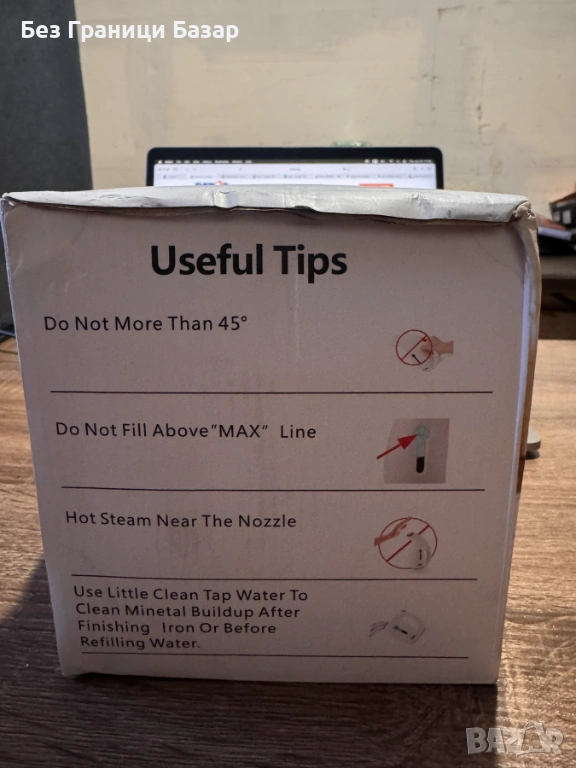 Без Граници Базар
Useful Tips
Do Not More Than 45°
Do Not Fill Above"MAX" Line
Hot Steam Near The Nozzle
Use Little Clean Tap Water To
Clean Minetal Buildup After
Finishing Iron Or Before
Refilling Water.
BAZAR